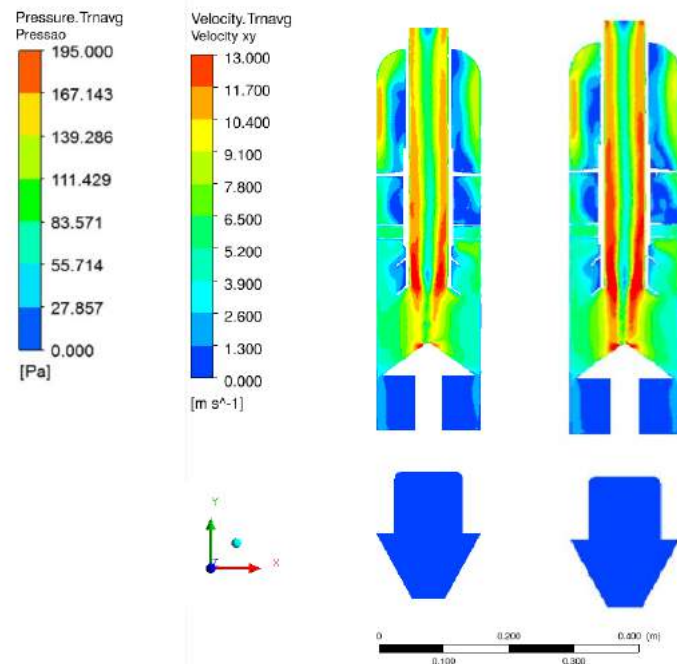 Pressure.Trnavg
Pressao
195.000
167.143
139.286
111.429
83.571
55.714
27.857
0.000
[Pa]
Velocity.Trnavg
Velocity xy
13.000
11.700
10.400
9.100
7.800
6.500
5.200
3.900
2.600
1.300
0.000
[m s^-1]
Y
Z
X
0 0.200 0.400 (m)
0.100 0.300